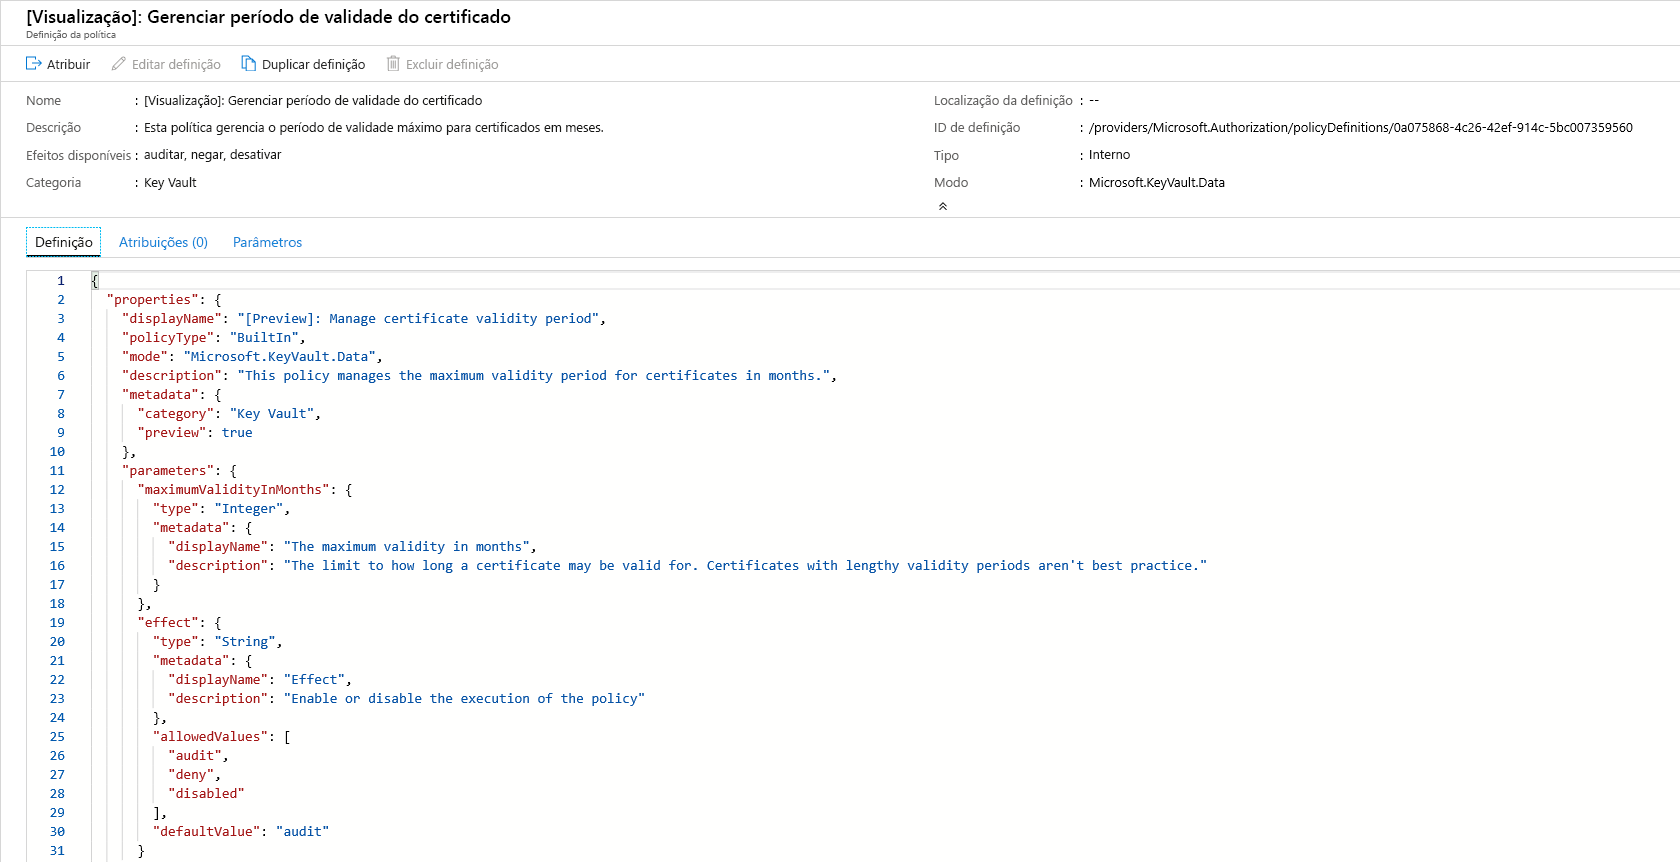 [Visualização]: Gerenciar período de validade do certificado
Definição da política
Atribuir Editar definição Duplicar definição Excluir definição
Nome : [Visualização]: Gerenciar período de validade do certificado
Descrição : Esta política gerencia o período de validade máximo para certificados em meses.
Efeitos disponíveis : auditar, negar, desativar
Categoria : Key Vault
Localização da definição : --
ID de definição : /providers/Microsoft.Authorization/policyDefinitions/0a075868-4c26-42ef-914c-5bc007359560
Tipo : Interno
Modo : Microsoft.KeyVault.Data
Definição Atribuições (0) Parâmetros
1 {
2 "properties": {
3 "displayName": "[Preview]: Manage certificate validity period",
4 "policyType": "BuiltIn",
5 "mode": "Microsoft.KeyVault.Data",
6 "description": "This policy manages the maximum validity period for certificates in months.",
7 "metadata": {
8 "category": "Key Vault",
9 "preview": true
10 },
11 "parameters": {
12 "maximumValidityInMonths": {
13 "type": "Integer",
14 "metadata": {
15 "displayName": "The maximum validity in months",
16 "description": "The limit to how long a certificate may be valid for. Certificates with lengthy validity periods aren't best practice."
17 }
18 },
19 "effect": {
20 "type": "String",
21 "metadata": {
22 "displayName": "Effect",
23 "description": "Enable or disable the execution of the policy"
24 },
25 "allowedValues": [
26 "audit",
27 "deny",
28 "disabled"
29 ],
30 "defaultValue": "audit"
31 }